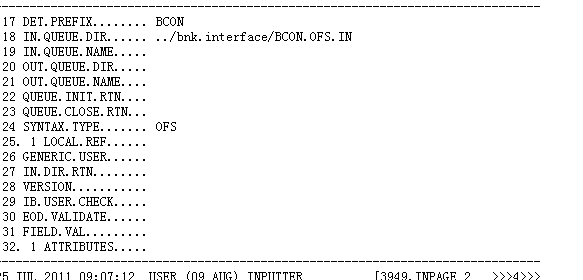 17 DET.PREFIX........ BCON
18 IN.QUEUE.DIR...... ../bnk.interface/BCON.OFS.IN
19 IN.QUEUE.NAME.....
20 OUT.QUEUE.DIR.....
21 OUT.QUEUE.NAME....
22 QUEUE.INIT.RTN....
23 QUEUE.CLOSE.RTN...
24 SYNTAX.TYPE....... OFS
25. 1 LOCAL.REF......
26 GENERIC.USER......
27 IN.DIR.RTN........
28 VERSION...........
29 IB.USER.CHECK.....
30 EOD.VALIDATE......
31 FIELD.VAL.........
32. 1 ATTRIBUTES.....
25 JUL 2011 09:07:12 USER (09 AUG) INPUTTER [3949,INPAGE 2 >>>4>>>